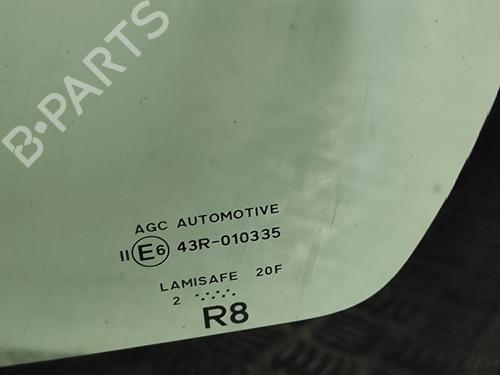 B-PARTS
AGC AUTOMOTIVE
II E6 43R-010335
LAMISAFE 20F
2
R8